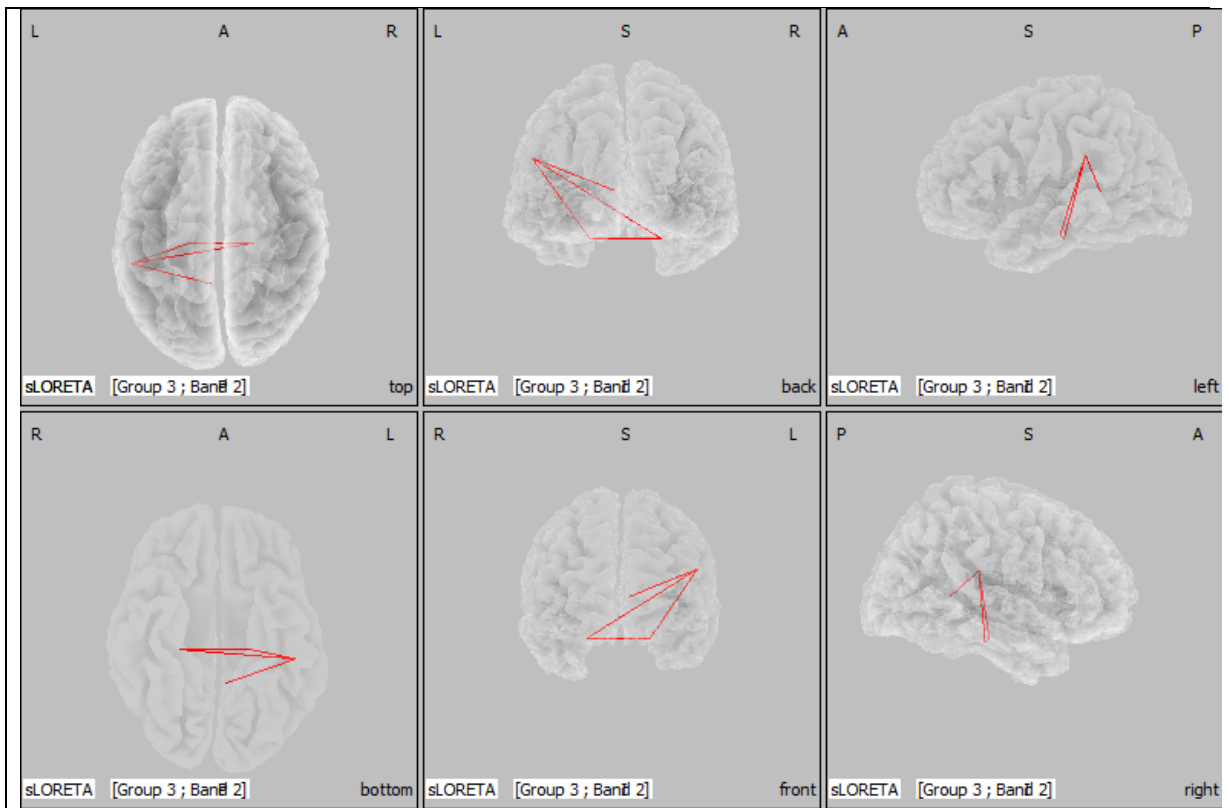 L A R
L S R
A S P
sLORETA [Group 3 ; Band 2] top
sLORETA [Group 3 ; Band 2] back
sLORETA [Group 3 ; Band 2] left
R A L
R S L
P S A
sLORETA [Group 3 ; Band 2] bottom
sLORETA [Group 3 ; Band 2] front
sLORETA [Group 3 ; Band 2] right